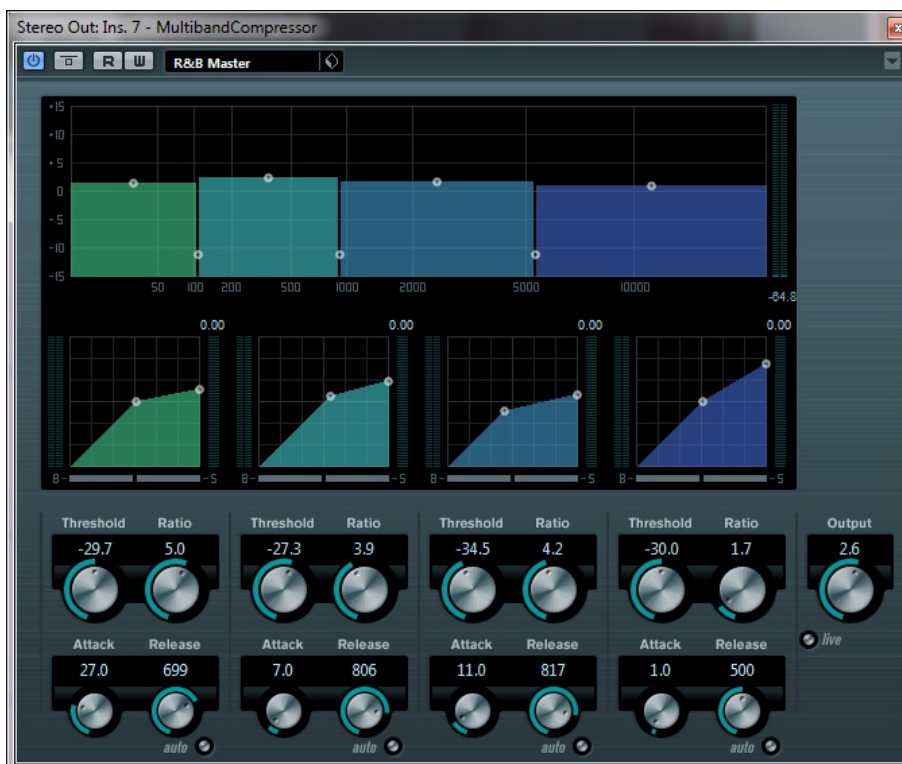 Stereo Out: Ins. 7 - MultibandCompressor
R W R&B Master
+15
+10
+5
0
-5
-10
-15
50 100 200 500 1000 2000 5000 10000
-64.8
0.00 0.00 0.00 0.00
B S B S B S B S
Threshold Ratio Threshold Ratio Threshold Ratio Threshold Ratio Output
-29.7 5.0 -27.3 3.9 -34.5 4.2 -30.0 1.7 2.6
live
Attack Release Attack Release Attack Release Attack Release
27.0 699 7.0 806 11.0 817 1.0 500
auto auto auto auto